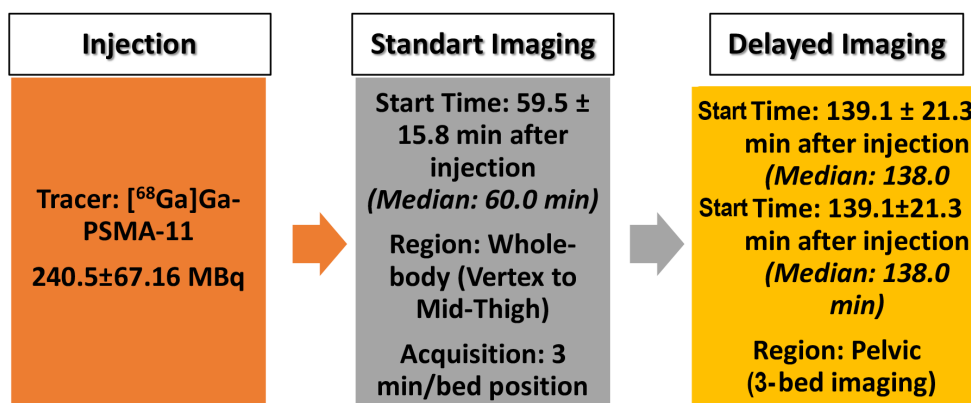 Injection
Tracer: [⁶⁸Ga]Ga-
PSMA-11
240.5±67.16 MBq
Standart Imaging
Start Time: 59.5 ±
15.8 min after
injection
(Median: 60.0 min)
Region: Whole-
body (Vertex to
Mid-Thigh)
Acquisition: 3
min/bed position
Delayed Imaging
Start Time: 139.1 ± 21.3
min after injection
(Median: 138.0
Start Time: 139.1±21.3
min after injection
(Median: 138.0
min)
Region: Pelvic
(3-bed imaging)